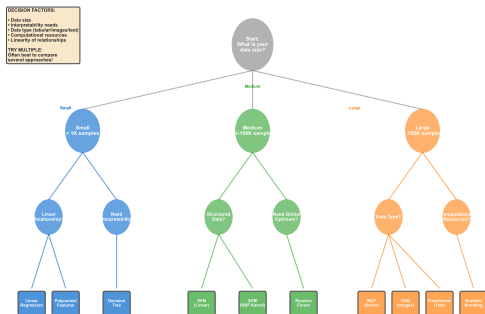 DECISION FACTORS:
• Data size
• Interpretability needs
• Data type (tabular/images/text)
• Computational resources
• Linearity of relationships
TRY MULTIPLE:
Often best to compare
several approaches!
Start:
What is your
data size?
Medium
Small
Large
Small
< 1K samples
Medium
1-100K samples
Large
100K samples
Linear
Relationship?
Need
Interpretability?
Structured
Data?
Need Global
Optimum?
Data Type?
Computational
Resources?
Linear
Regression
Polynomial
Features
Decision
Tree
SVM
(Linear)
SVM
(RBF Kernel)
Random
Forest
MLP
CNN
(Images)
Transformer
(Text)
Gradient
Boosting